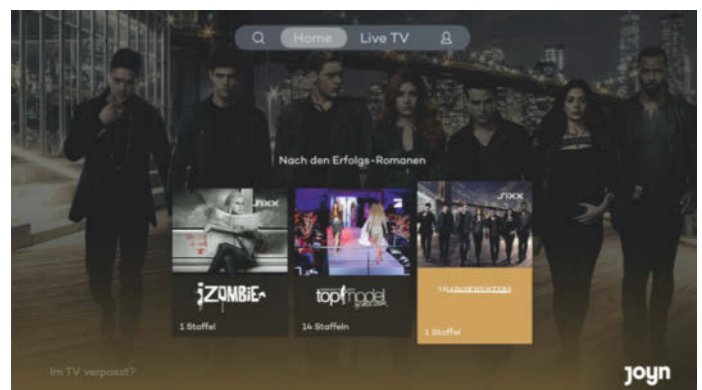 Home Live TV
Nach den Erfolgs-Romanen
sixx
sixx
iZOMBiE
topmodel
SHADOWHUNTERS
1 Staffel
14 Staffeln
1 Staffel
Im TV verpasst?
joyn